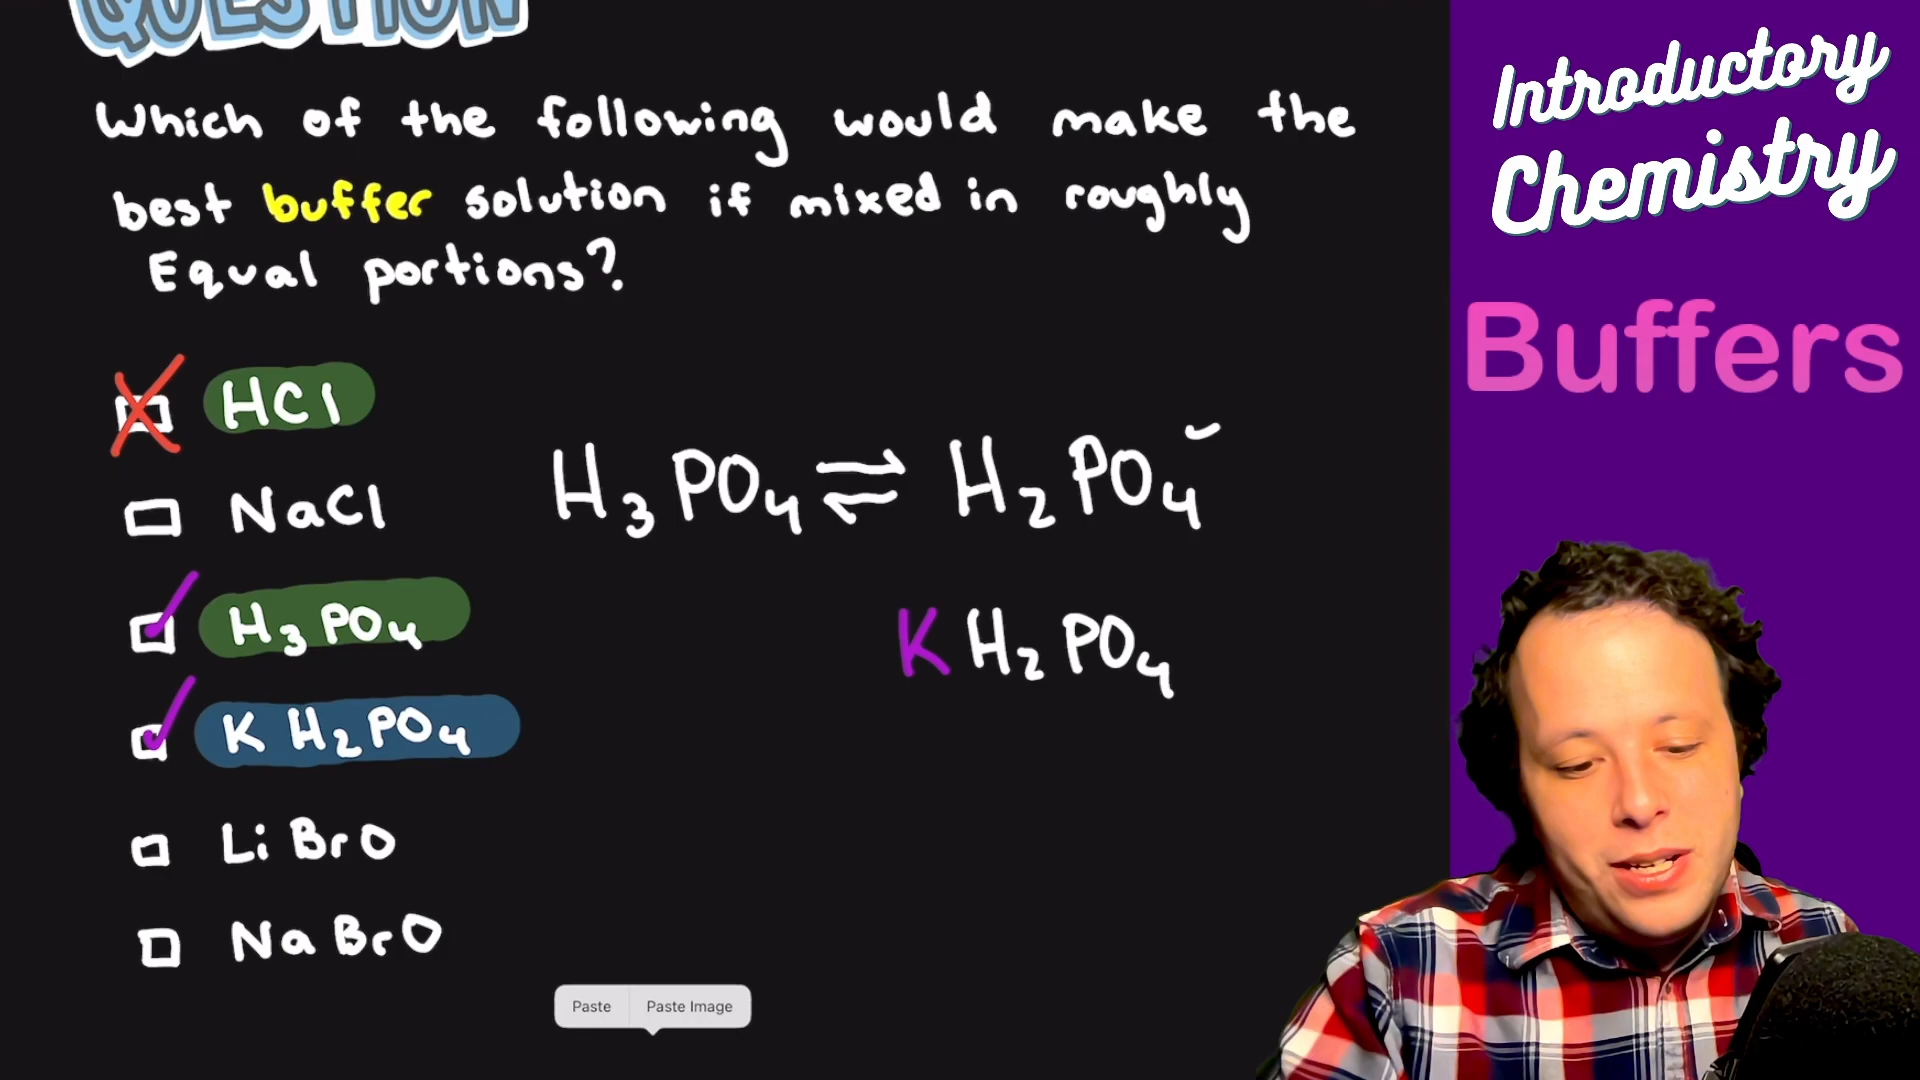 QUESTION
Which of the following would make the
best buffer solution if mixed in roughly
Equal portions?
HCl
NaCl
H₃PO₄
KH₂PO₄
LiBrO
NaBrO
H₃PO₄ ⇌ H₂PO₄⁻
KH₂PO₄
Paste Paste Image
Introductory
Chemistry
Buffers